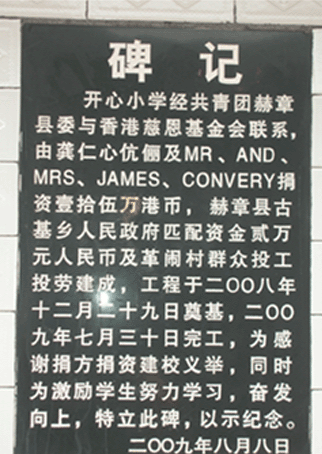 碑 记
开心小学经共青团赫章
县委与香港慈恩基金会联系，
由龚仁心伉俪及MR、AND、
MRS、JAMES、CONVERY捐
资壹拾伍万港币，赫章县古
基乡人民政府匹配资金贰万
元人民币及革闹村群众投工
投劳建成，工程于二OO八年
十二月二十九日奠基，二OO
九年七月三十日完工，为感
谢捐方捐资建校义举，同时
为激励学生努力学习，奋发
向上，特立此碑，以示纪念。
二OO九年八月八日